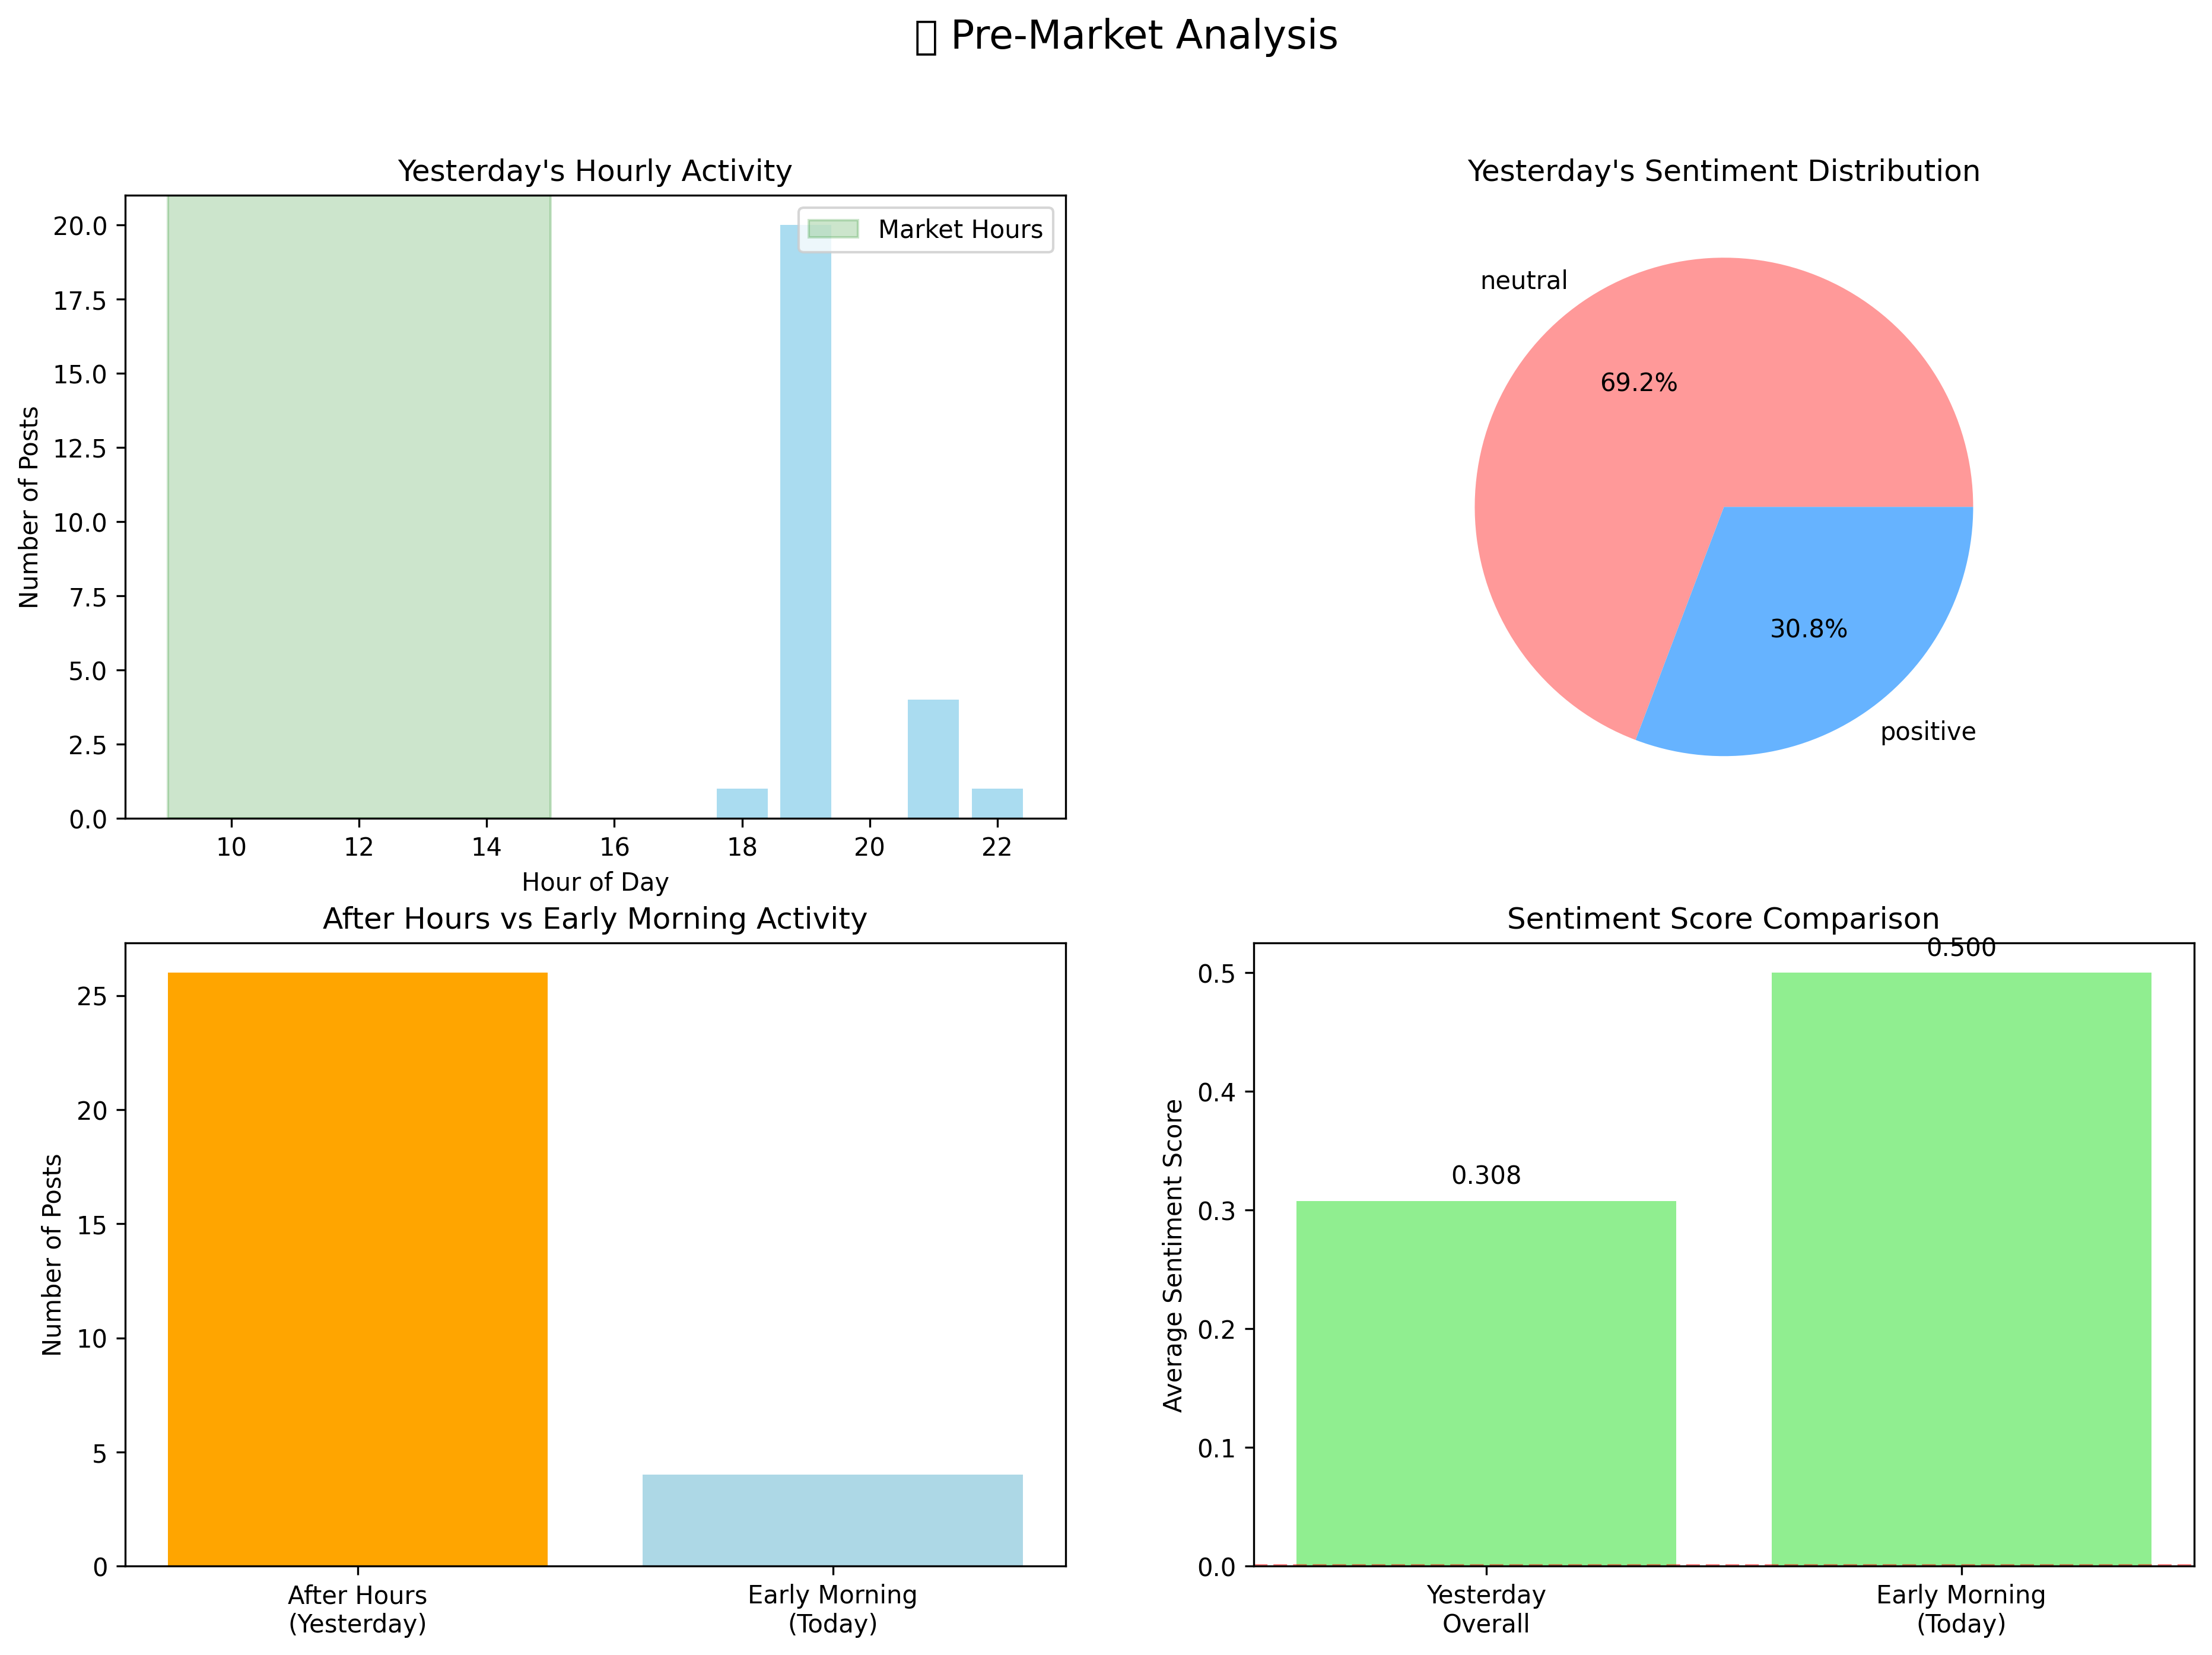 Pre-Market Analysis
Yesterday's Hourly Activity
Market Hours
Number of Posts
20.0
17.5
15.0
12.5
10.0
7.5
5.0
2.5
0.0
10 12 14 16 18 20 22
Hour of Day
Yesterday's Sentiment Distribution
neutral
69.2%
30.8%
positive
After Hours vs Early Morning Activity
Number of Posts
25
20
15
10
5
0
After Hours
(Yesterday)
Early Morning
(Today)
Sentiment Score Comparison
Average Sentiment Score
0.500
0.308
0.5
0.4
0.3
0.2
0.1
0.0
Yesterday
Overall
Early Morning
(Today)